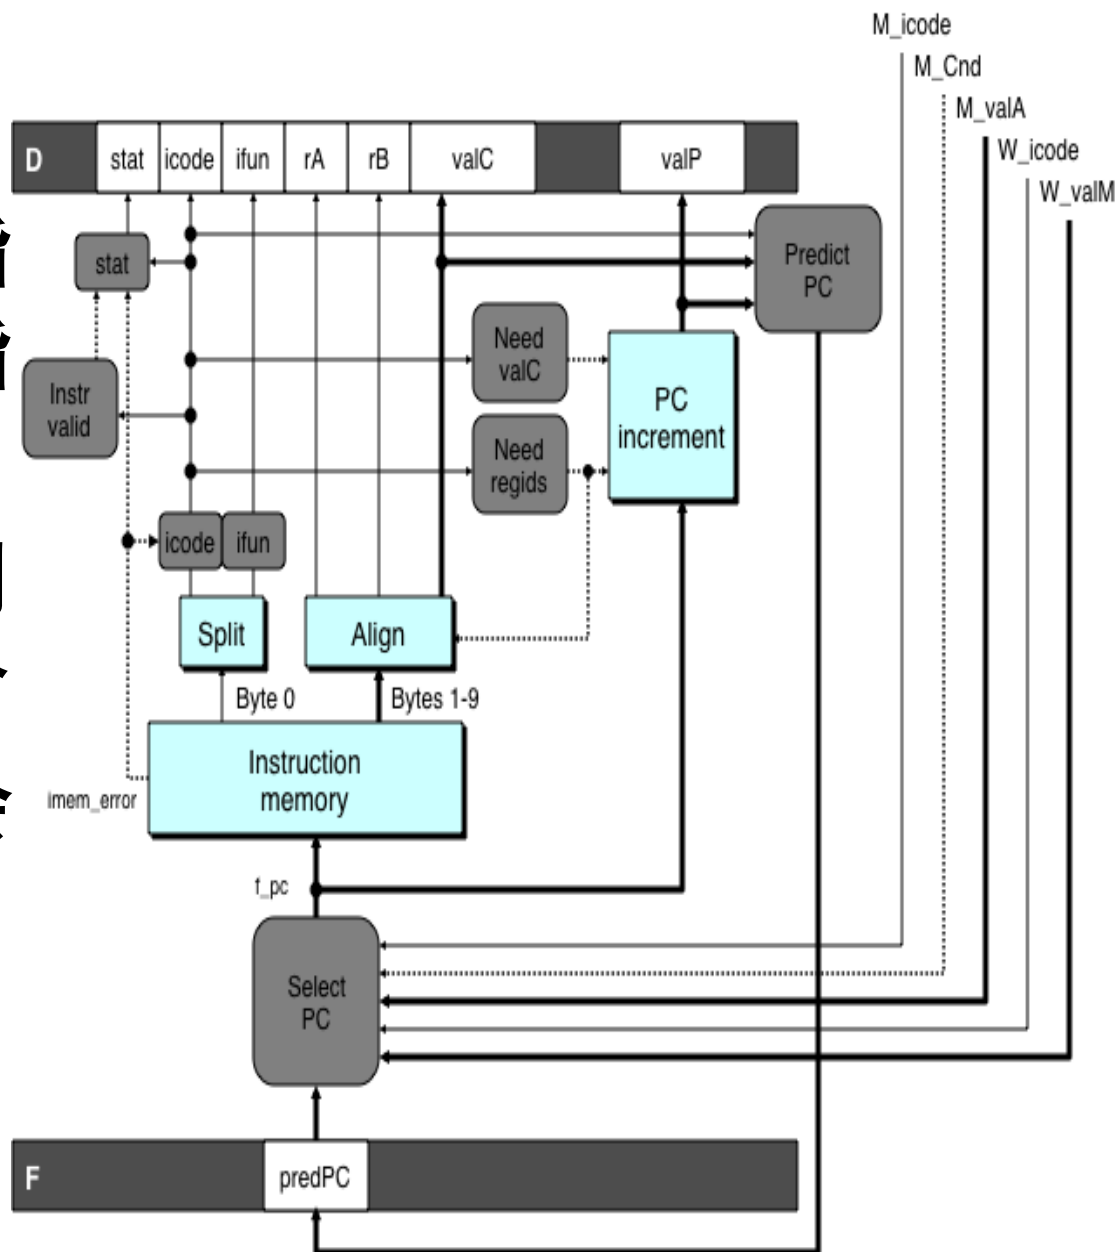 M_icode
M_Cnd
M_valA
W_icode
W_valM
D
stat
icode
ifun
rA
rB
valC
valP
stat
Predict
PC
Need
valC
Instr
valid
PC
increment
Need
regids
icode
ifun
Split
Align
Byte 0
Bytes 1-9
Instruction
memory
imem_error
f_pc
Select
PC
F
predPC